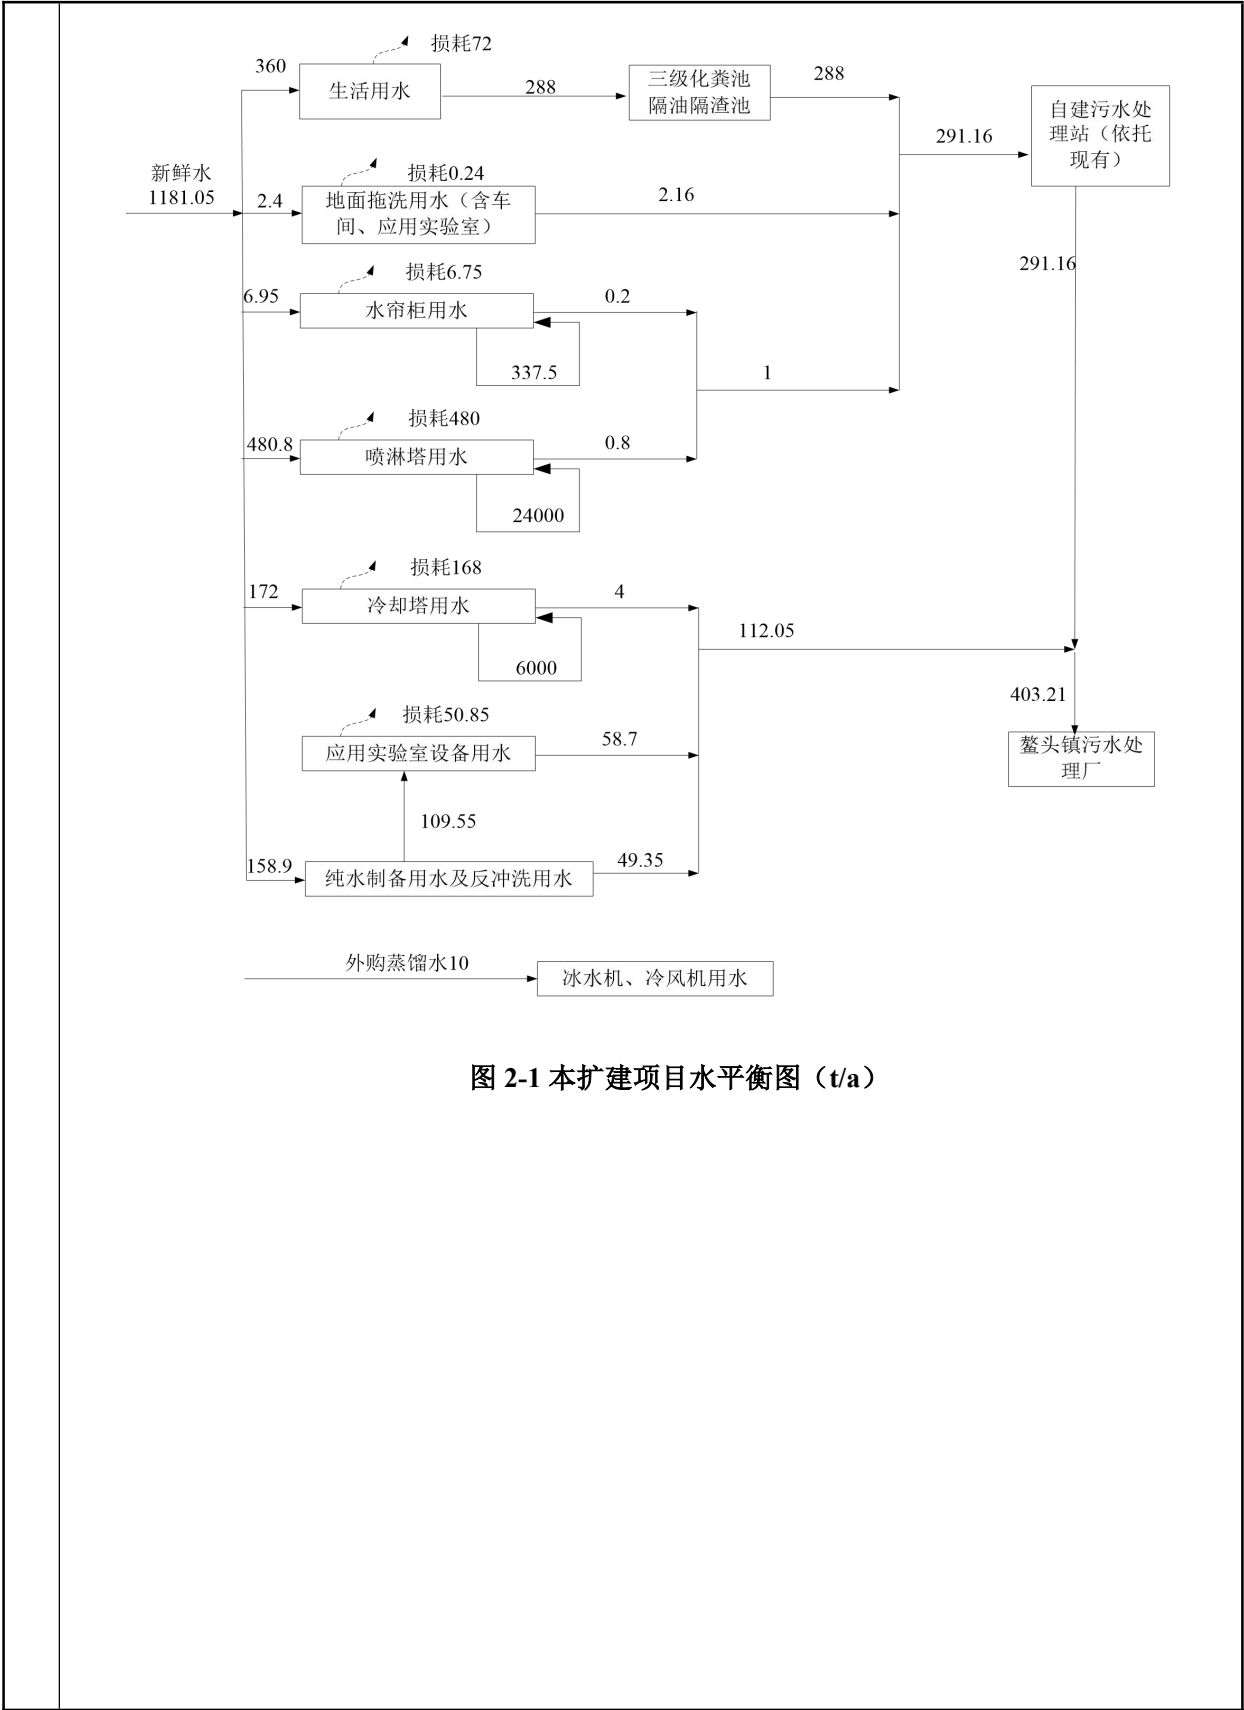 损耗72
360
生活用水
288
三级化粪池
隔油隔渣池
288
自建污水处
理站（依托
现有）
291.16
新鲜水
1181.05
损耗0.24
2.4
地面拖洗用水（含车
间、应用实验室）
2.16
291.16
损耗6.75
6.95
水帘柜用水
0.2
337.5
1
损耗480
480.8
喷淋塔用水
0.8
24000
损耗168
172
冷却塔用水
4
6000
112.05
403.21
鳌头镇污水处
理厂
损耗50.85
应用实验室设备用水
58.7
109.55
158.9
纯水制备用水及反冲洗用水
49.35
外购蒸馏水10
冰水机、冷风机用水
图 2-1 本扩建项目水平衡图（t/a）